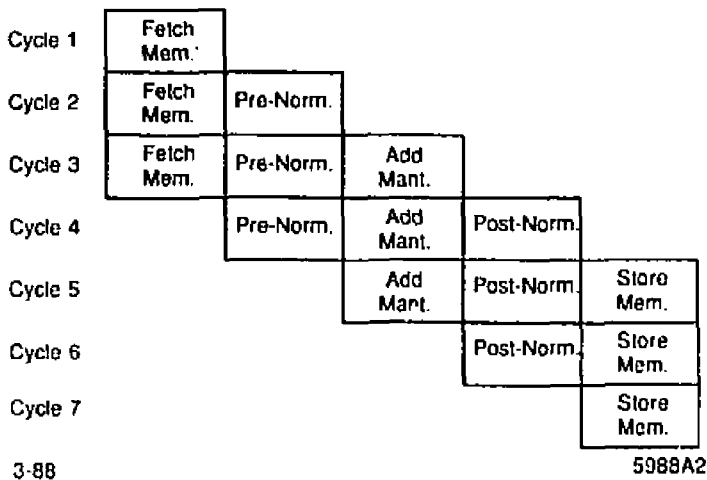 Cycle 1 Fetch Mem.
Cycle 2 Fetch Mem. Pre-Norm.
Cycle 3 Fetch Mem. Pre-Norm. Add Mant.
Cycle 4 Pre-Norm. Add Mant. Post-Norm.
Cycle 5 Add Mant. Post-Norm. Store Mem.
Cycle 6 Post-Norm. Store Mem.
Cycle 7 Store Mem.
3-88 5988A2